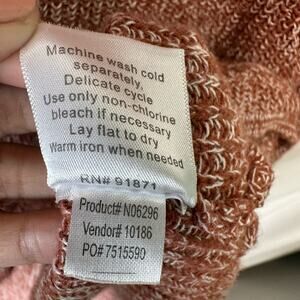 Machine wash cold
separately.
Delicate cycle
Use only non-chlorine
bleach if necessary
Lay flat to dry
Warm iron when needed
RN# 91871
Product# N06296
Vendor# 10186
PO# 7515590